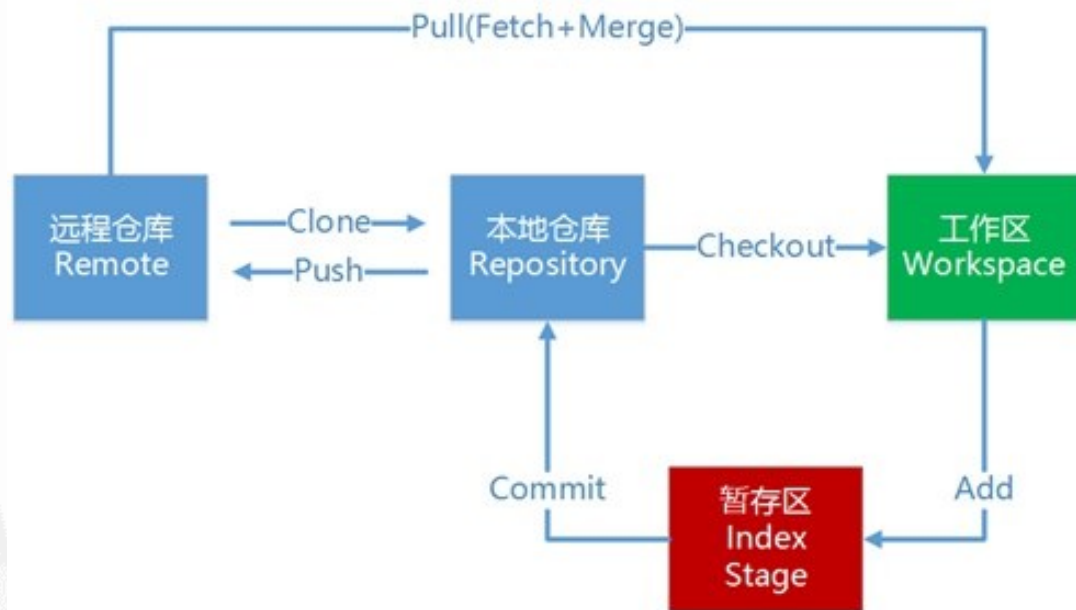 Pull(Fetch+Merge)
远程仓库
Remote
Clone
Push
本地仓库
Repository
Checkout
工作区
Workspace
Commit
暂存区
Index
Stage
Add